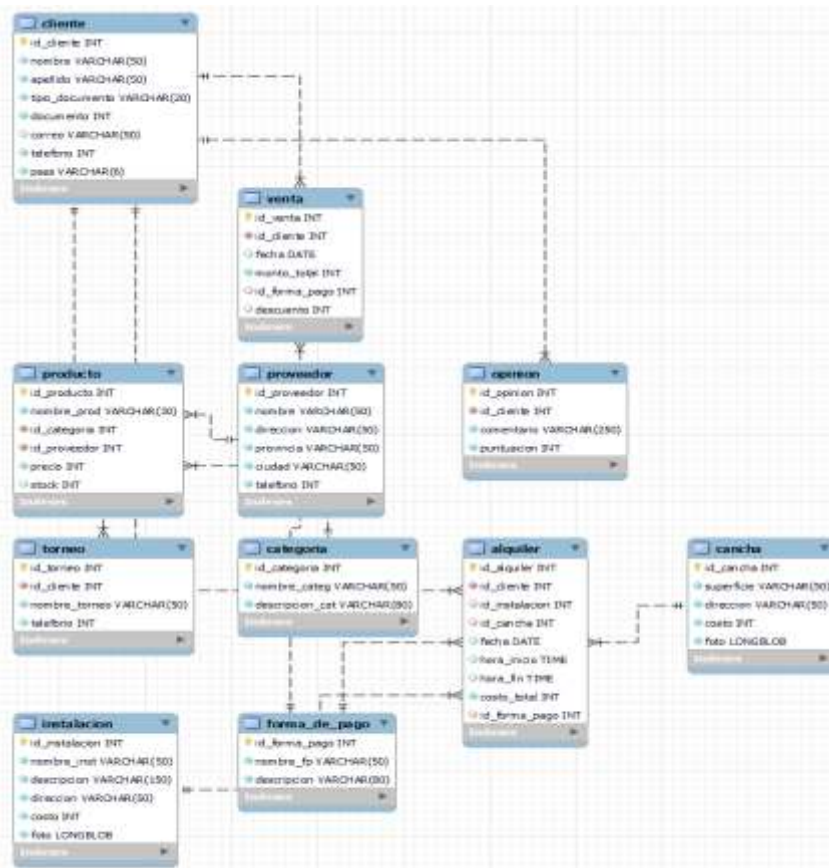 cliente
id_cliente INT
nombre VARCHAR(50)
apellido VARCHAR(50)
tipo_documento VARCHAR(20)
documento INT
correo VARCHAR(50)
telefono INT
pass VARCHAR(6)
Indexes
venta
id_venta INT
id_cliente INT
fecha DATE
monto_total INT
id_forma_pago INT
descuento INT
Indexes
producto
id_producto INT
nombre_prod VARCHAR(30)
id_categoria INT
id_proveedor INT
precio INT
stock INT
Indexes
proveedor
id_proveedor INT
nombre VARCHAR(50)
direccion VARCHAR(50)
provincia VARCHAR(50)
ciudad VARCHAR(50)
telefono INT
Indexes
opinion
id_opinion INT
id_cliente INT
comentario VARCHAR(250)
puntuacion INT
Indexes
torneo
id_torneo INT
id_cliente INT
nombre_torneo VARCHAR(50)
telefono INT
Indexes
categoria
id_categoria INT
nombre_categ VARCHAR(50)
descripcion_cat VARCHAR(80)
Indexes
alquiler
id_alquiler INT
id_cliente INT
id_instalacion INT
id_cancha INT
fecha DATE
hora_inicio TIME
hora_fin TIME
costo_total INT
id_forma_pago INT
Indexes
cancha
id_cancha INT
superficie VARCHAR(50)
direccion VARCHAR(50)
costo INT
foto LONGBLOB
Indexes
instalacion
id_instalacion INT
nombre_inst VARCHAR(50)
descripcion VARCHAR(150)
direccion VARCHAR(50)
costo INT
foto LONGBLOB
forma_de_pago
id_forma_pago INT
nombre_fp VARCHAR(50)
descripcion VARCHAR(80)
Indexes